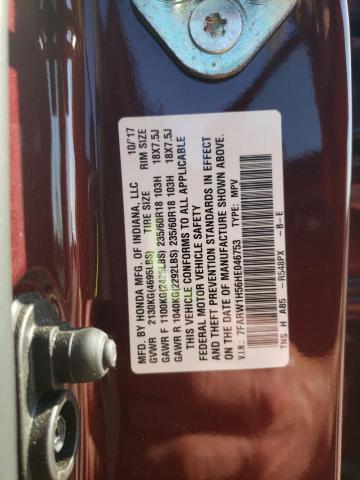 MFD. BY HONDA MFG. OF INDIANA, LLC 10/'17
TIRE SIZE RIM SIZE
GVWR 2130KG(4695LBS)
GAWR F 1100KG(2425LBS) 235/60R18 103H 18X7.5J
GAWR R 1040KG(2292LBS) 235/60R18 103H 18X7.5J
THIS VEHICLE CONFORMS TO ALL APPLICABLE
FEDERAL MOTOR VEHICLE SAFETY
AND THEFT PREVENTION STANDARDS IN EFFECT
ON THE DATE OF MANUFACTURE SHOWN ABOVE.
7FARW1H56HE046753 TYPE: MPV
TNS H A85 -R548PX -B-E